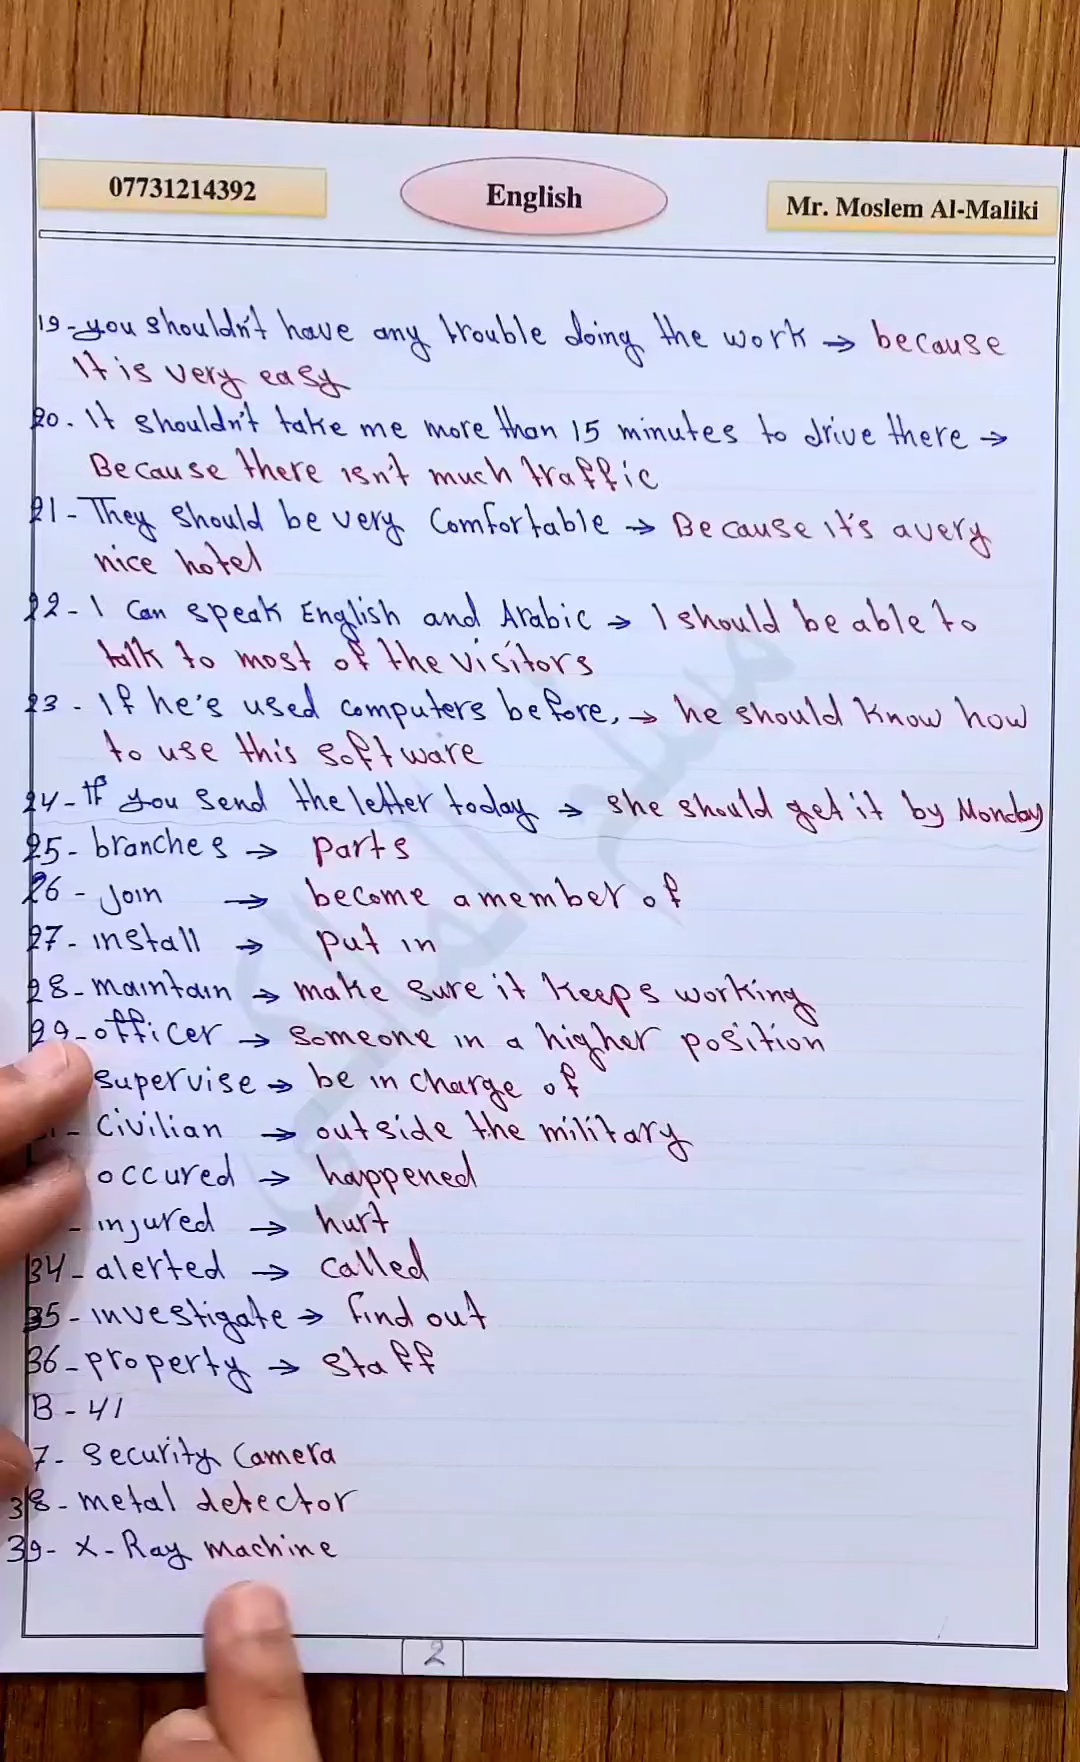 07731214392
English
Mr. Moslem Al-Maliki
19-you shouldn't have any trouble doing the work → because
It is very easy
20. It shouldn't take me more than 15 minutes to drive there →
Because there isn't much traffic
21- They should be very comfortable → Because it's a very
nice hotel
22- I can speak English and Arabic → I should be able to
talk to most of the visitors
23. If he's used computers before, → he should know how
to use this software
24- If you send the letter today → she should get it by Monday
25- branches → parts
26- join → become a member of
27- install → put in
28- maintain → make sure it keeps working
29- officer → someone in a higher position
supervise → be in charge of
- civilian → outside the military
occured → happened
- injured → hurt
34- alerted → called
35- investigate → find out
36- property → staff
B - 41
7- security camera
38- metal detector
39- X-Ray machine
2